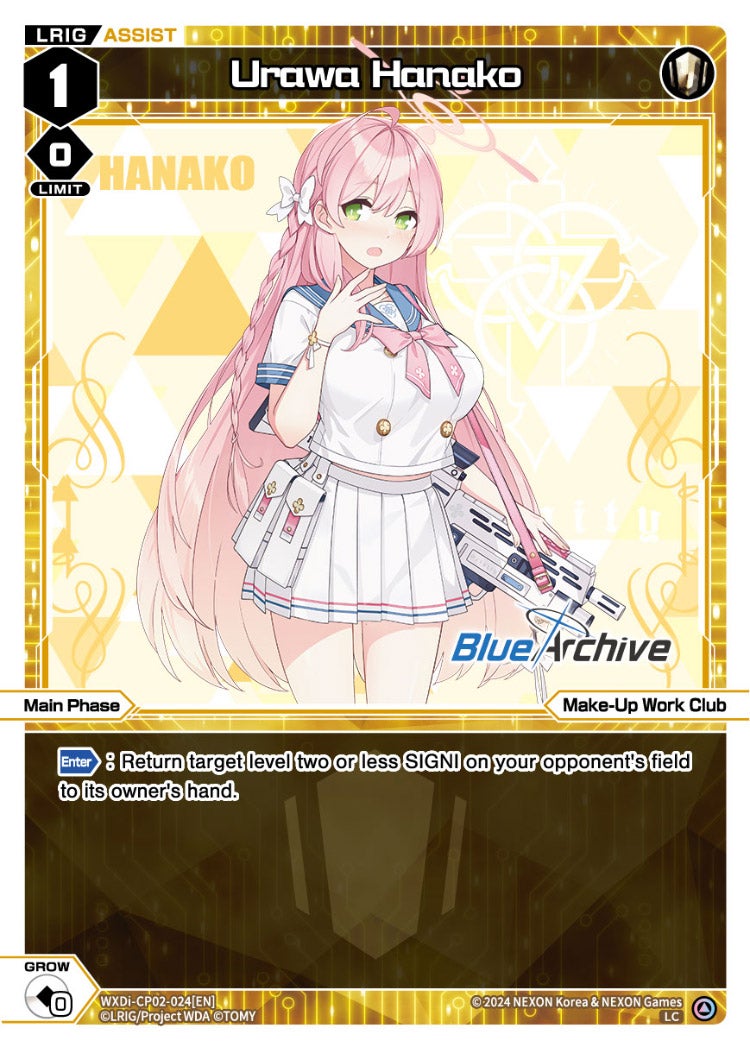 LRIG ASSIST
Urawa Hanako
1
0
LIMIT
HANAKO
Blue Archive
Main Phase
Make-Up Work Club
Enter : Return target level two or less SIGNI on your opponent's field
to its owner's hand.
GROW
0
WXDi-CP02-024[EN]
©LRIG/Project WDA ©TOMY
©2024 NEXON Korea & NEXON Games
LC